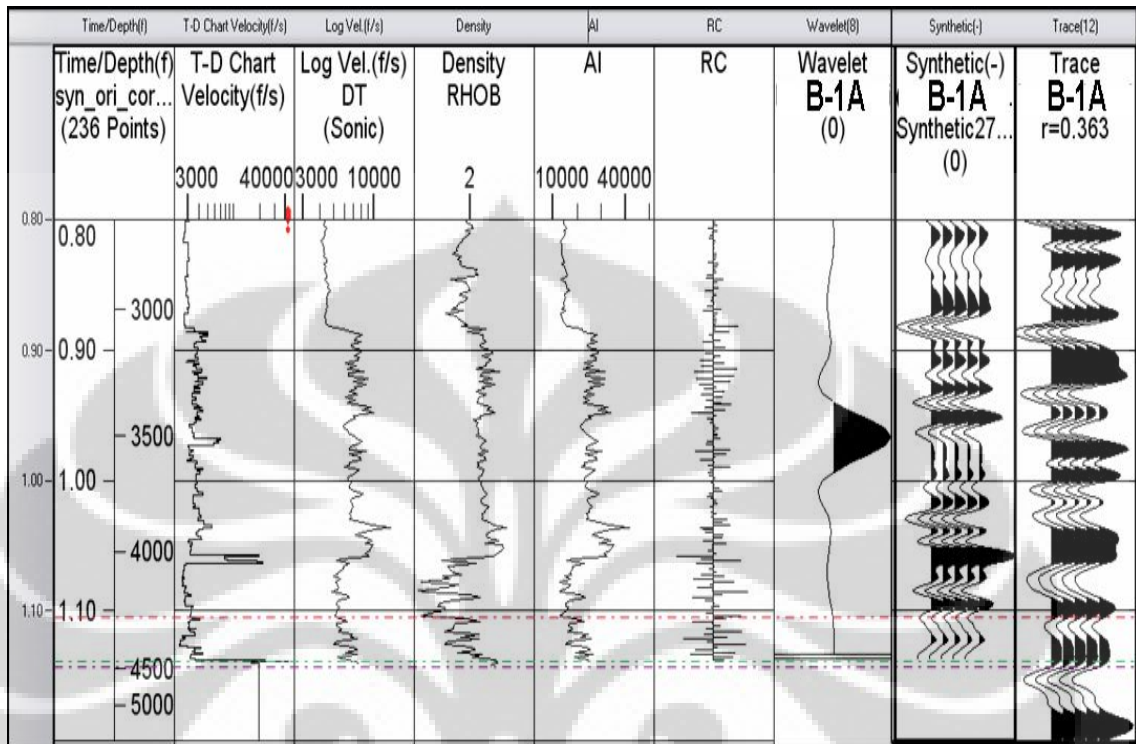 Time/Depth(f) T-D Chart Velocity(f/s) Log Vel.(f/s) Density AI RC Wavelet(8) Synthetic(-) Trace(12)
Time/Depth(f) T-D Chart Log Vel.(f/s) Density AI RC Wavelet Synthetic(-) Trace
syn_ori_cor... Velocity(f/s) DT RHOB B-1A B-1A B-1A
(236 Points) (Sonic) (0) Synthetic27... r=0.363
(0)
3000 40000 3000 10000 2 10000 40000
0.80 0.80
3000
0.90 0.90
3500
1.00 1.00
4000
1.10 1.10
4500
5000